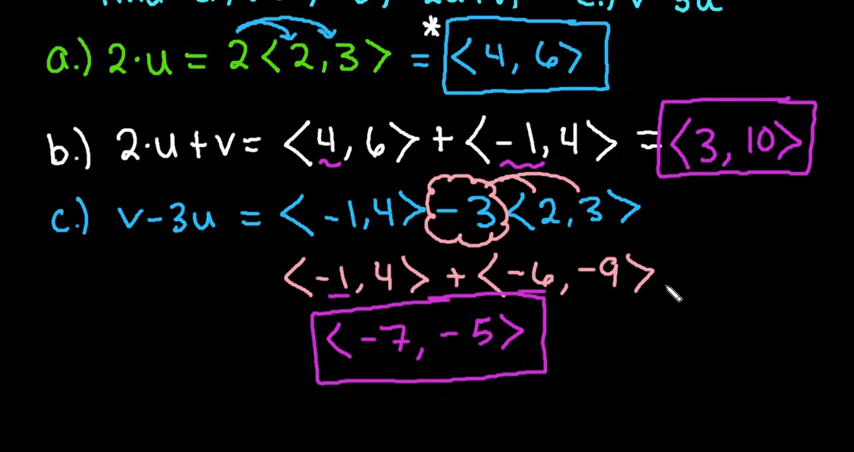 a.) 2·u = 2<2,3> = *<4,6>
b.) 2·u+v= <4,6>+<-1,4> =<3,10>
c.) v-3u = <-1,4>-3<2,3>
<-1,4> + <-6,-9>
<-7,-5>